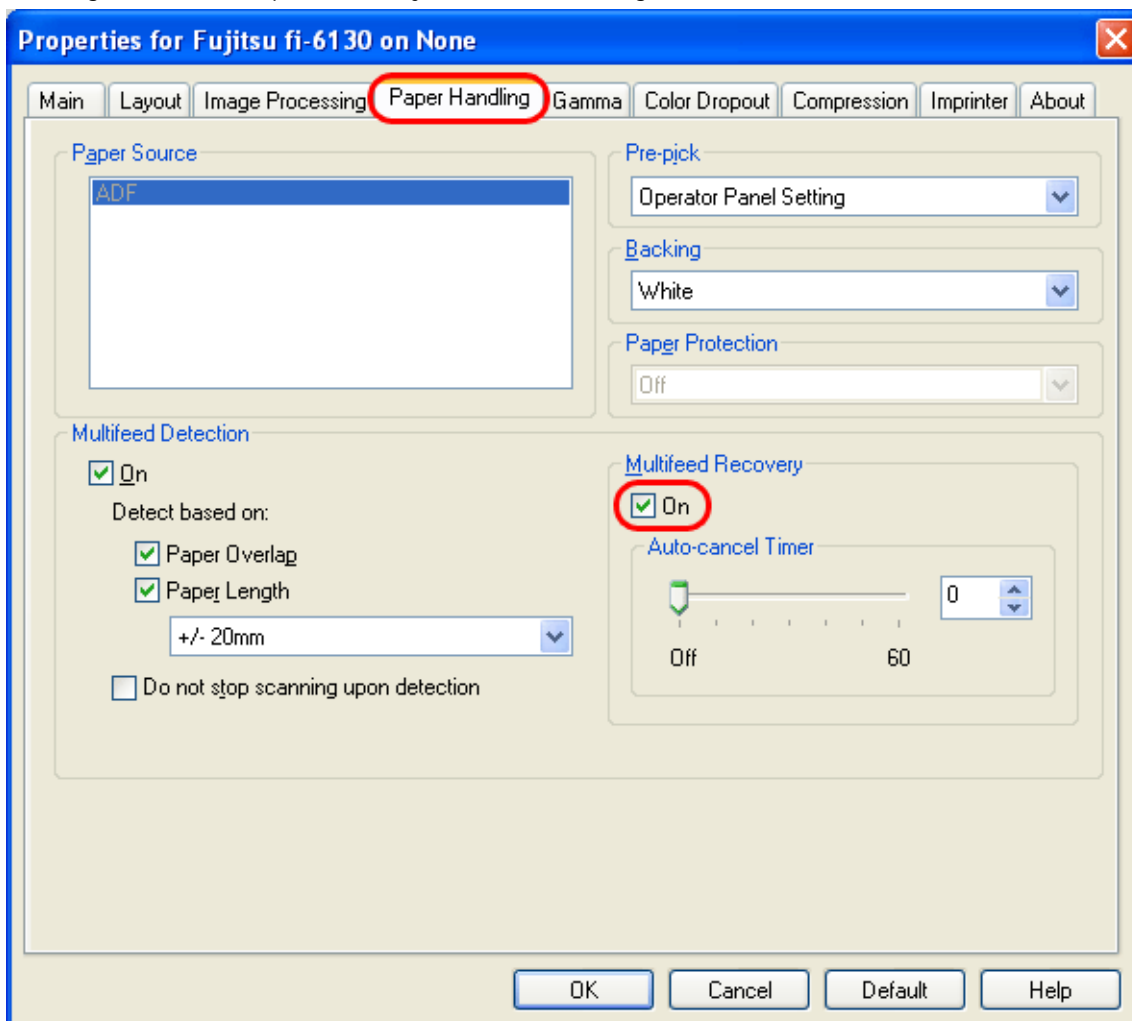 Properties for Fujitsu fi-6130 on None
Main Layout Image Processing Paper Handling Gamma Color Dropout Compression Imprinter About
Paper Source
ADF
Pre-pick
Operator Panel Setting
Backing
White
Paper Protection
Off
Multifeed Detection
On
Detect based on:
Paper Overlap
Paper Length
+/- 20mm
Do not stop scanning upon detection
Multifeed Recovery
On
Auto-cancel Timer
0
Off 60
OK Cancel Default Help